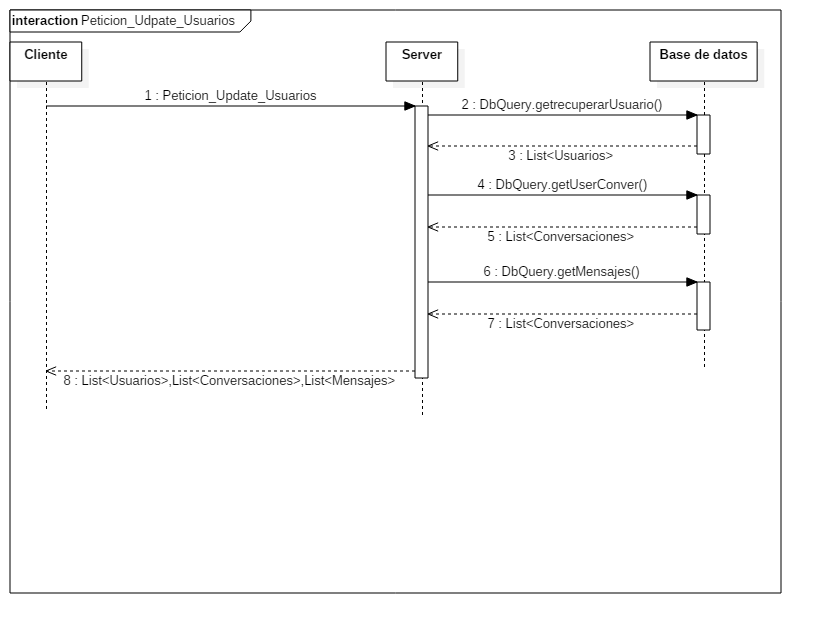 interaction Peticion_Udpate_Usuarios
Cliente
Server
Base de datos
1 : Peticion_Update_Usuarios
2 : DbQuery.getrecuperarUsuario()
3 : List<Usuarios>
4 : DbQuery.getUserConver()
5 : List<Conversaciones>
6 : DbQuery.getMensajes()
7 : List<Conversaciones>
8 : List<Usuarios>,List<Conversaciones>,List<Mensajes>